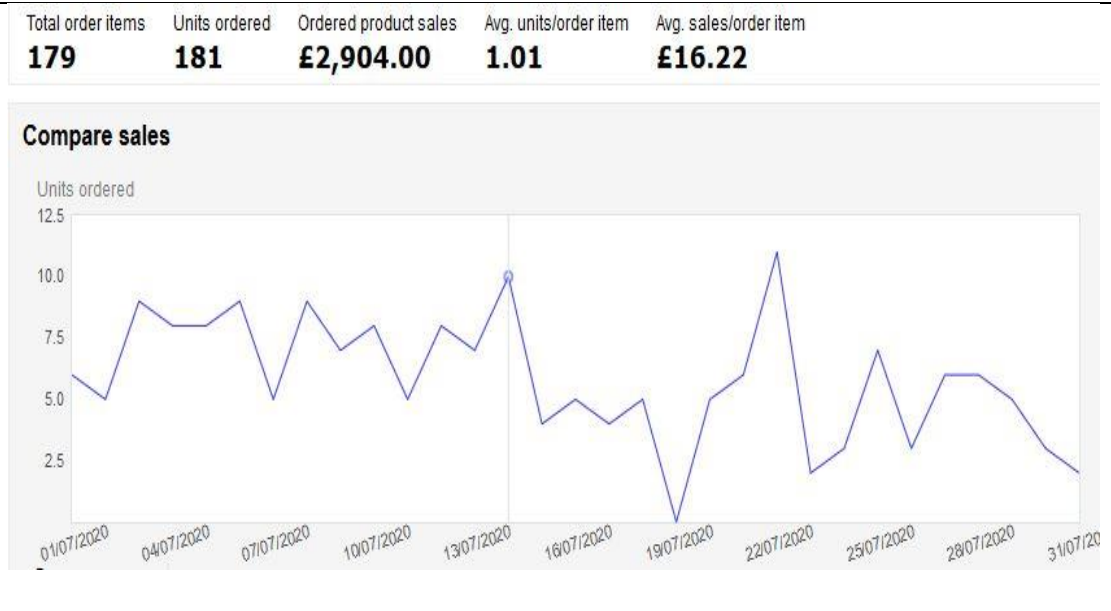 Total order items Units ordered Ordered product sales Avg. units/order item Avg. sales/order item
179 181 £2,904.00 1.01 £16.22
Compare sales
Units ordered
12.5
10.0
7.5
5.0
2.5
01/07/2020 04/07/2020 07/07/2020 10/07/2020 13/07/2020 16/07/2020 19/07/2020 22/07/2020 25/07/2020 28/07/2020 31/07/20